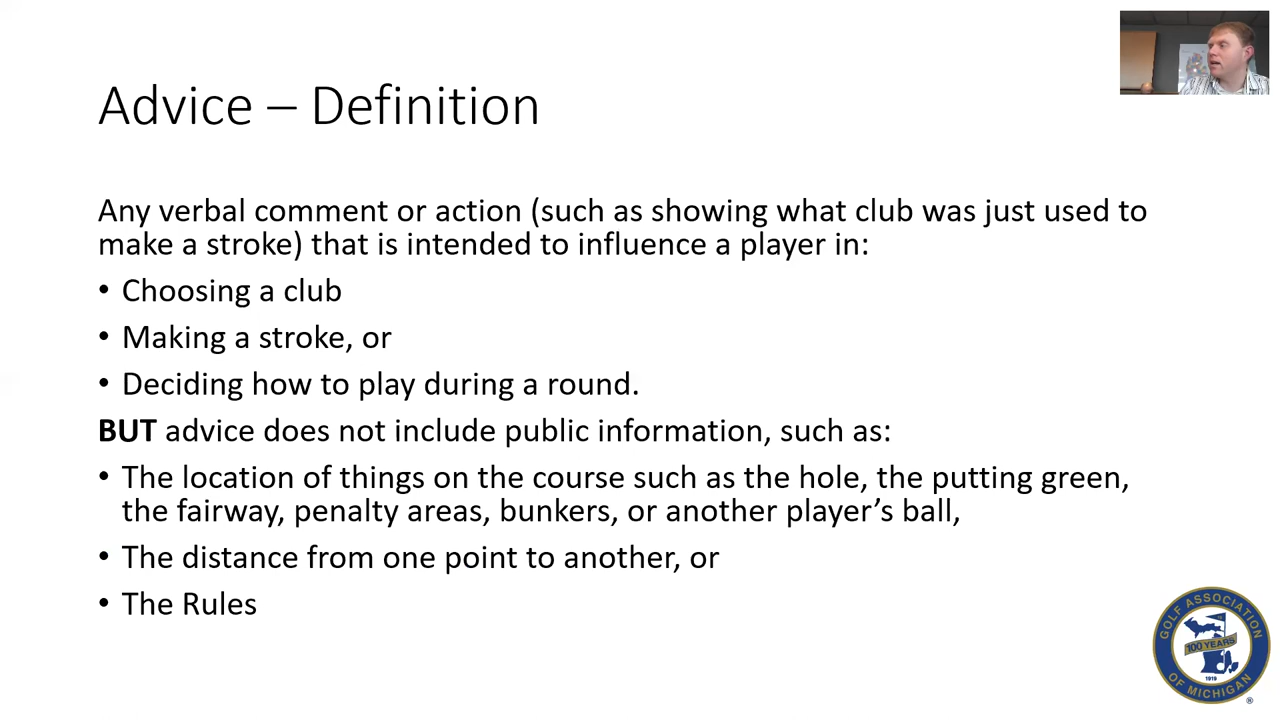 Advice – Definition
Any verbal comment or action (such as showing what club was just used to
make a stroke) that is intended to influence a player in:
• Choosing a club
• Making a stroke, or
• Deciding how to play during a round.
BUT advice does not include public information, such as:
• The location of things on the course such as the hole, the putting green,
the fairway, penalty areas, bunkers, or another player’s ball,
• The distance from one point to another, or
• The Rules
GOLF ASSOCIATION
100 YEARS
1919
OF MICHIGAN
®